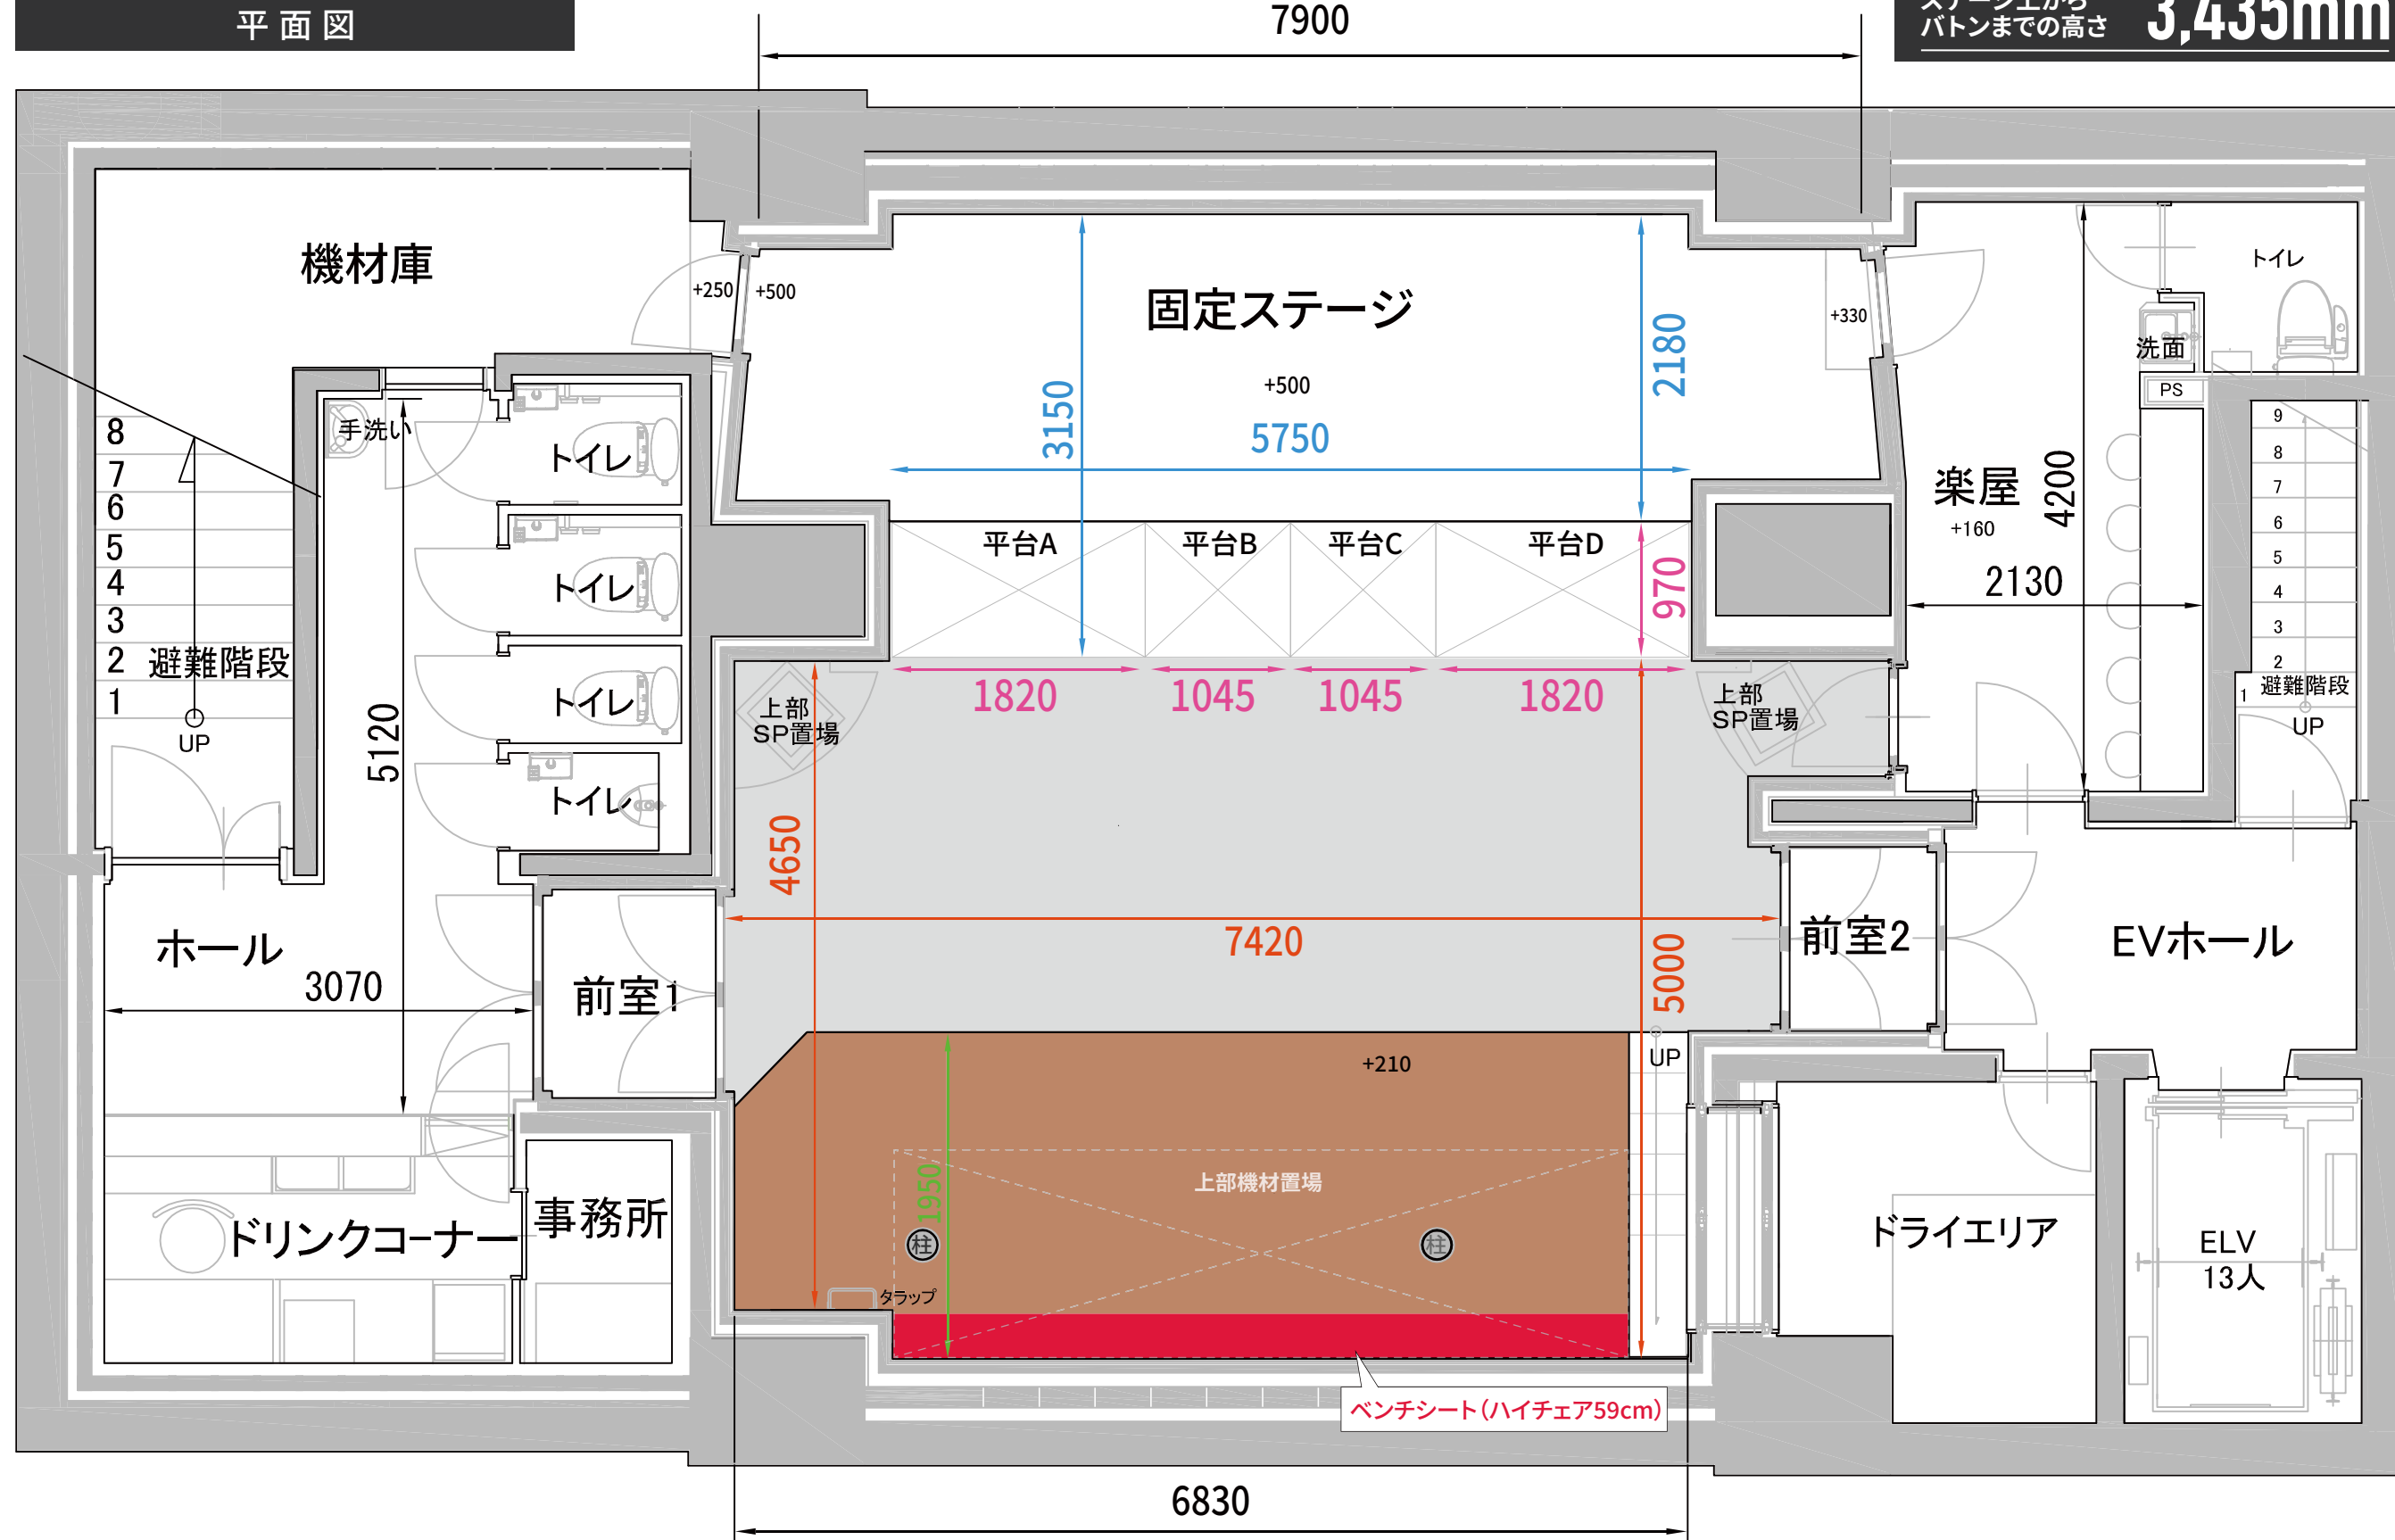 平面図
7900
ステージ上から
バトンまでの高さ
3,435mm
機材庫
+250
+500
固定ステージ
+500
5750
3150
2180
+330
トイレ
洗面
PS
手洗い
トイレ
トイレ
トイレ
トイレ
8
7
6
5
4
3
2
1
避難階段
UP
5120
平台A
平台B
平台C
平台D
970
1820
1045
1045
1820
楽屋
+160
4200
2130
9
8
7
6
5
4
3
2
1
避難階段
UP
上部
SP置場
上部
SP置場
4650
7420
5000
ホール
3070
前室1
前室2
EVホール
UP
+210
1950
上部機材置場
柱
柱
タラップ
ドリンクコーナー
事務所
ドライエリア
ELV
13人
ベンチシート（ハイチェア59cm）
6830